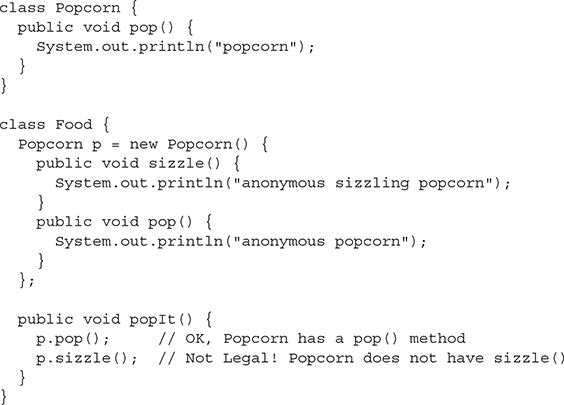 class Popcorn {
  public void pop() {
    System.out.println("popcorn");
  }
}

class Food {
  Popcorn p = new Popcorn() {
    public void sizzle() {
      System.out.println("anonymous sizzling popcorn");
    }
    public void pop() {
      System.out.println("anonymous popcorn");
    }
  };

  public void popIt() {
    p.pop();     // OK, Popcorn has a pop() method
    p.sizzle();  // Not Legal! Popcorn does not have sizzle()
  }
}